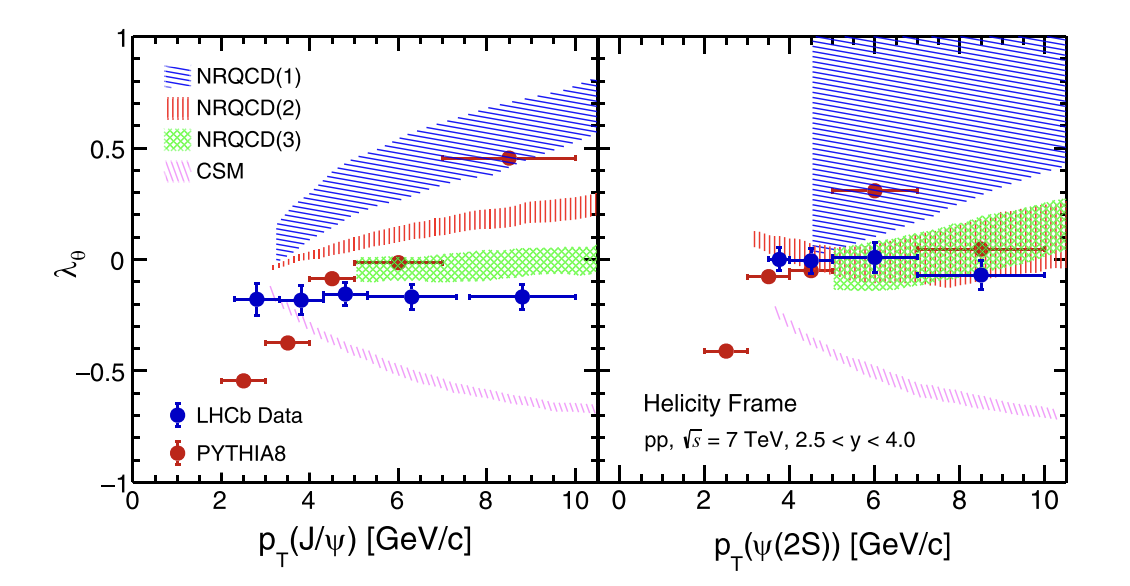 1
0.5
0
−0.5
−1
λθ
NRQCD(1)
NRQCD(2)
NRQCD(3)
CSM
LHCb Data
PYTHIA8
Helicity Frame
pp, √s = 7 TeV, 2.5 < y < 4.0
0 2 4 6 8 10
0 2 4 6 8 10
pT(J/ψ) [GeV/c]
pT(ψ(2S)) [GeV/c]